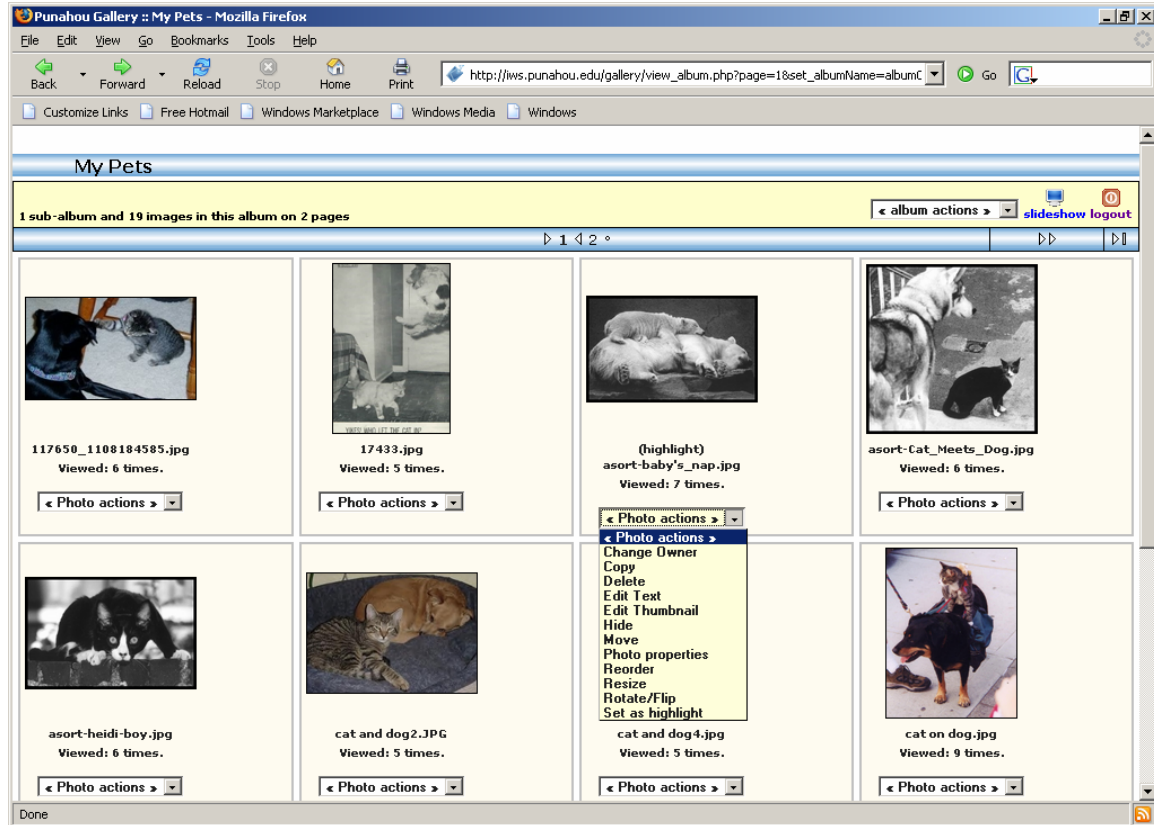 Punahou Gallery :: My Pets - Mozilla Firefox
File Edit View Go Bookmarks Tools Help
Back Forward Reload Stop Home Print http://iws.punahou.edu/gallery/view_album.php?page=1&set_albumName=albumC Go G
Customize Links Free Hotmail Windows Marketplace Windows Media Windows
My Pets
1 sub-album and 19 images in this album on 2 pages
« album actions » slideshow logout
1 2
YIKES! WHO LET THE CAT IN?
117650_1108184585.jpg
Viewed: 6 times.
« Photo actions »
17433.jpg
Viewed: 5 times.
« Photo actions »
(highlight)
asort-baby's_nap.jpg
Viewed: 7 times.
« Photo actions »
« Photo actions »
Change Owner
Copy
Delete
Edit Text
Edit Thumbnail
Hide
Move
Photo properties
Reorder
Resize
Rotate/Flip
Set as highlight
asort-Cat_Meets_Dog.jpg
Viewed: 6 times.
« Photo actions »
asort-heidi-boy.jpg
Viewed: 6 times.
« Photo actions »
cat and dog2.JPG
Viewed: 5 times.
« Photo actions »
cat and dog4.jpg
Viewed: 5 times.
« Photo actions »
cat on dog.jpg
Viewed: 9 times.
« Photo actions »
Done